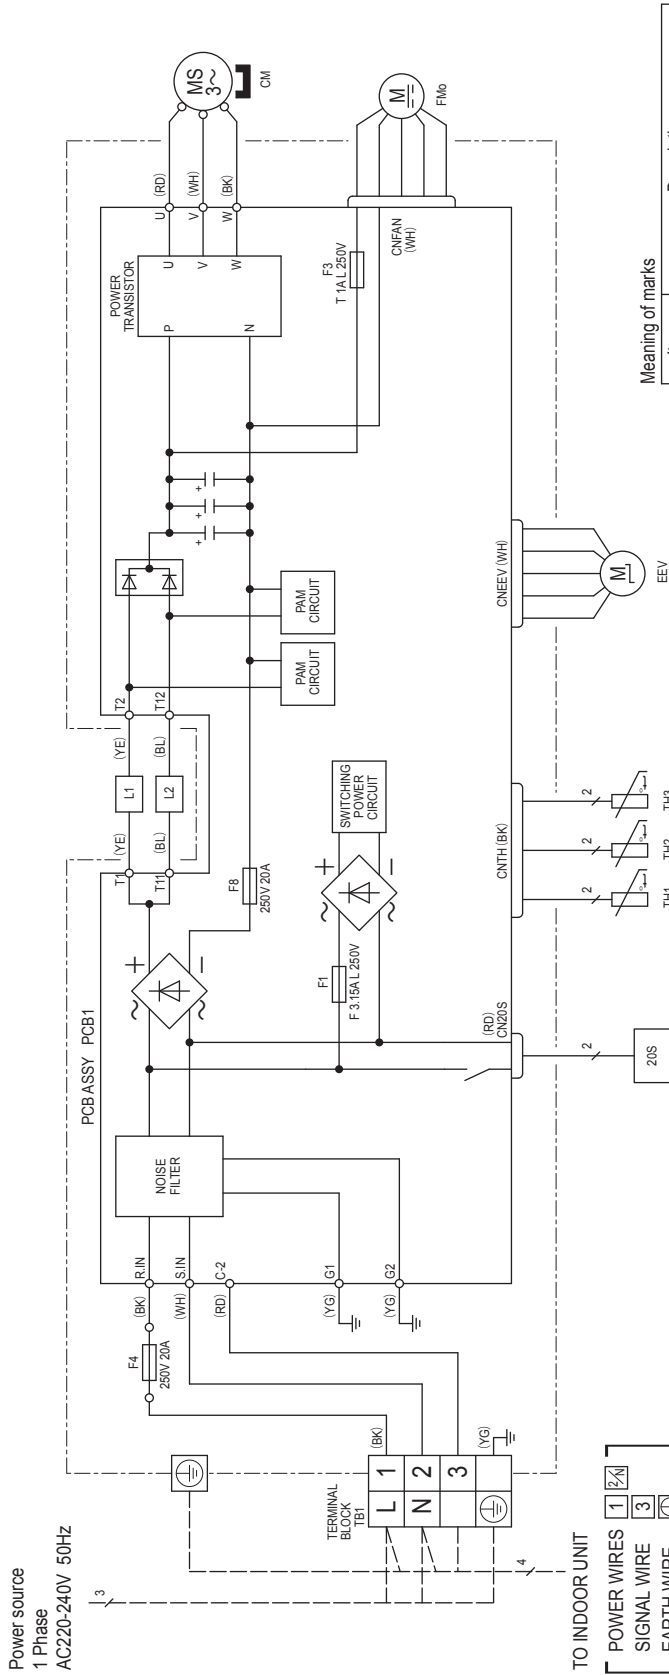 Power source
1 Phase
AC220-240V 50Hz
3
TERMINAL
BLOCK
TB1
L 1
N 2
3
(BK)
(YG)
4
TO INDOOR UNIT
POWER WIRES 1 2/N
SIGNAL WIRE 3
EARTH WIRE
F4
250V 20A
(BK)
(WH)
(RD)
(YG)
(YG)
R.IN
S.IN
C-2
G1
G2
PCB ASSY PCB1
NOISE
FILTER
+
−
~
~
F8
250V 20A
F1
F 3.15A L 250V
+
−
~
~
SWITCHING
POWER
CIRCUIT
T1
T11
(YE)
(BL)
L1
L2
(YE)
(BL)
T2
T12
PAM
CIRCUIT
PAM
CIRCUIT
+
+
+
POWER
TRANSISTOR
P
N
U
V
W
U
V
W
(RD)
(WH)
(BK)
MS
3~
CM
F3
T 1A L 250V
CNFAN
(WH)
M
FMo
(RD)
CN20S
2
20S
CNTH (BK)
2
2
2
TH1
TH2
TH3
CNEEV (WH)
M
EEV
Meaning of marks